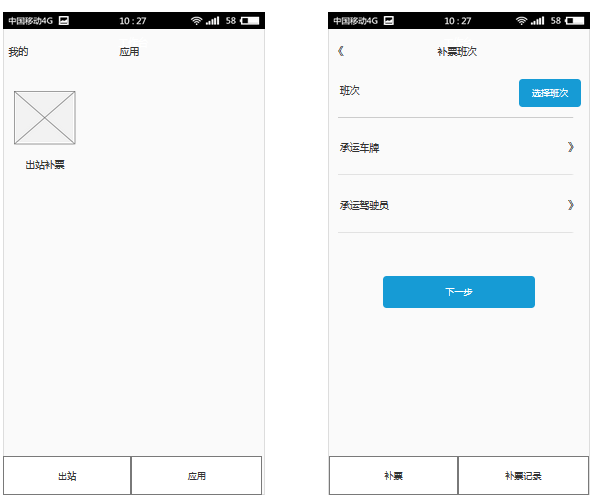 中国移动4G 10:27 58
我的 应用
出站补票
出站 应用
中国移动4G 10:27 58
《 补票班次
班次 选择班次
承运车牌 》
承运驾驶员 》
下一步
补票 补票记录